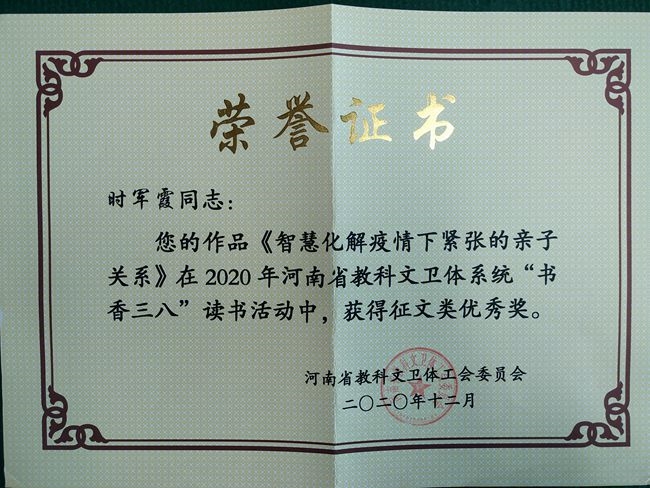 荣誉证书
时军霞同志：
您的作品《智慧化解疫情下紧张的亲子
关系》在 2020 年河南省教科文卫体系统“书
香三八”读书活动中，获得征文类优秀奖。
河南省教科文卫体工会委员会
二〇二〇年十二月